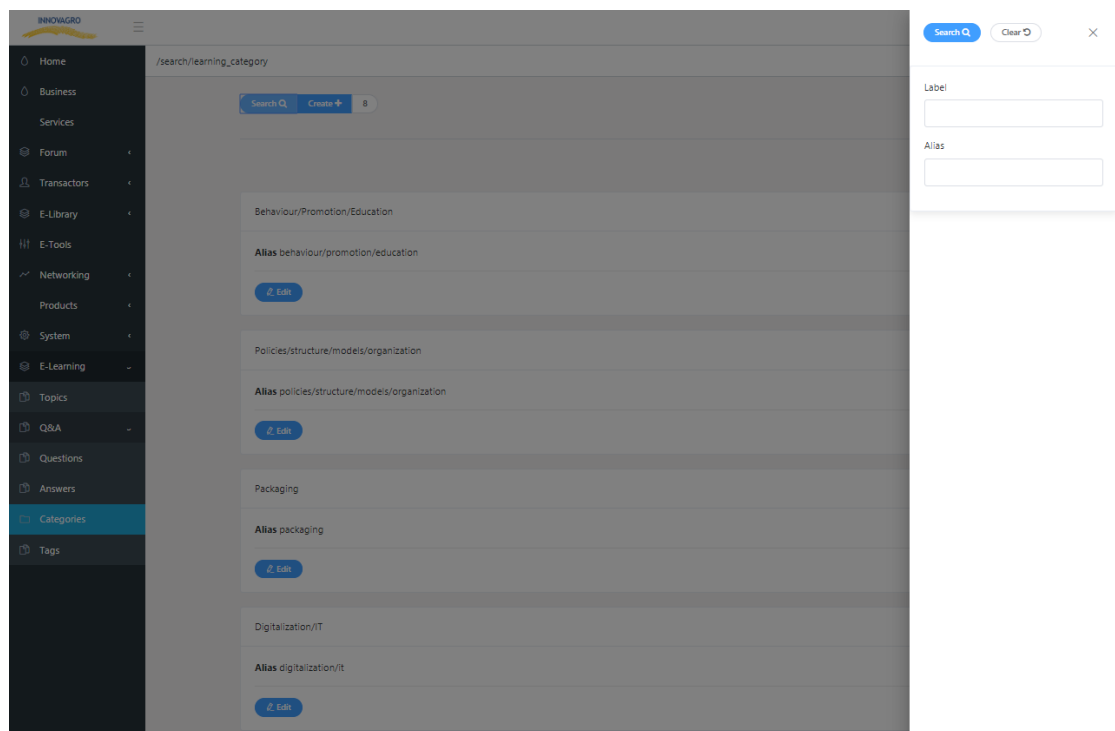 INNOVAGRO
Home
Business
Services
Forum
Transactors
E-Library
E-Tools
Networking
Products
System
E-Learning
Topics
Q&A
Questions
Answers
Categories
Tags
/search/learning_category
Search Create + 8
Behaviour/Promotion/Education
Alias behaviour/promotion/education
Edit
Policies/structure/models/organization
Alias policies/structure/models/organization
Edit
Packaging
Alias packaging
Edit
Digitalization/IT
Alias digitalization/it
Edit
Search Clear
Label
Alias